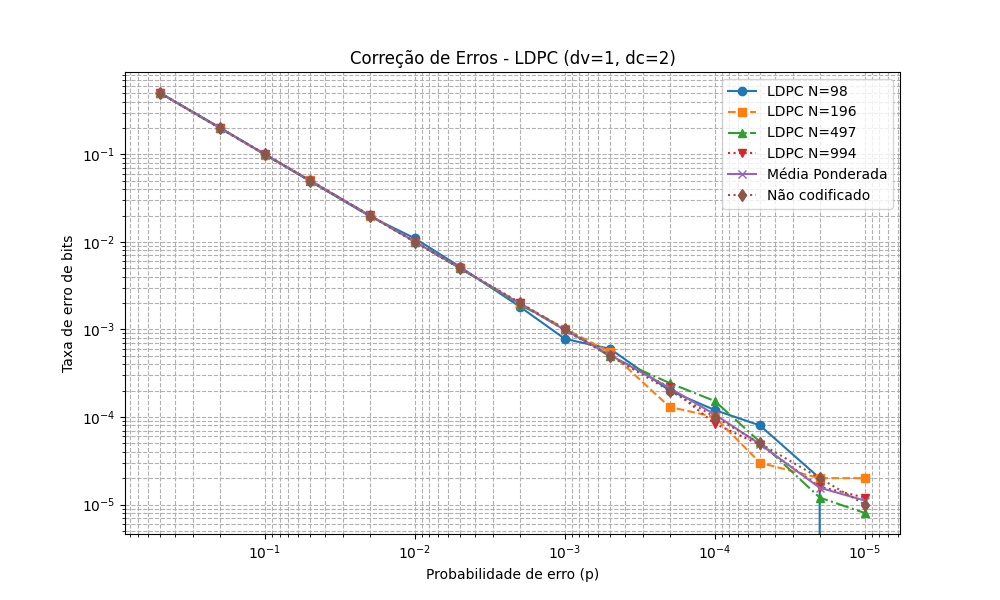 Correção de Erros - LDPC (dv=1, dc=2)
LDPC N=98
LDPC N=196
LDPC N=497
LDPC N=994
Média Ponderada
Não codificado
Taxa de erro de bits
10⁻¹
10⁻²
10⁻³
10⁻⁴
10⁻⁵
10⁻¹ 10⁻² 10⁻³ 10⁻⁴ 10⁻⁵
Probabilidade de erro (p)